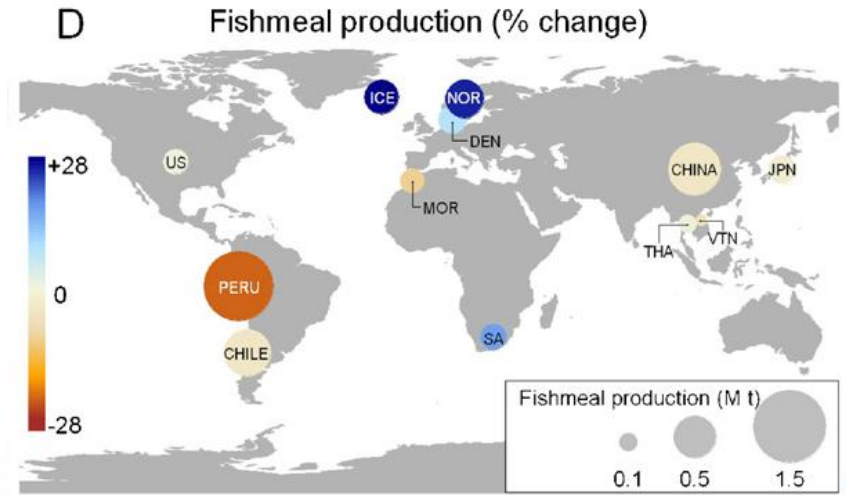 D
Fishmeal production (% change)
ICE
NOR
DEN
US
CHINA
JPN
MOR
THA
VTN
PERU
SA
CHILE
+28
0
-28
Fishmeal production (M t)
0.1 0.5 1.5